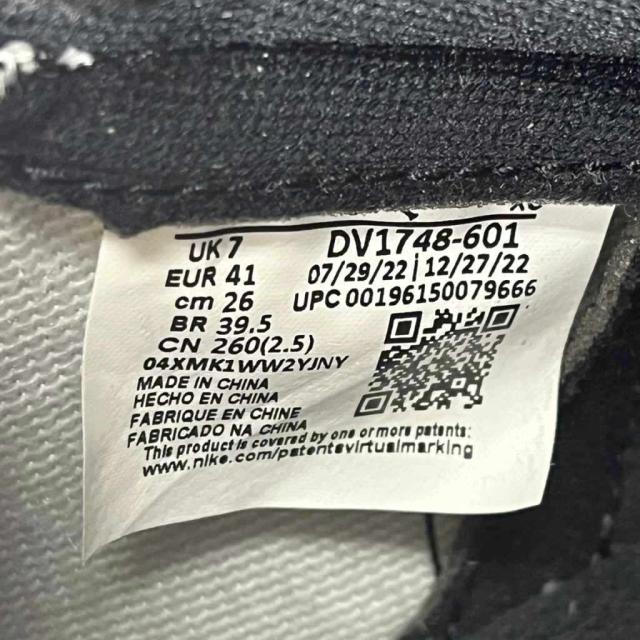 UK 7
DV1748-601
EUR 41
07/29/22 | 12/27/22
cm 26
UPC 00196150079666
BR 39.5
CN 260(2.5)
04XMK1WW2YJNY
MADE IN CHINA
HECHO EN CHINA
FABRIQUE EN CHINE
FABRICADO NA CHINA
This product is covered by one or more patents:
www.nike.com/patentsvirtualmarking